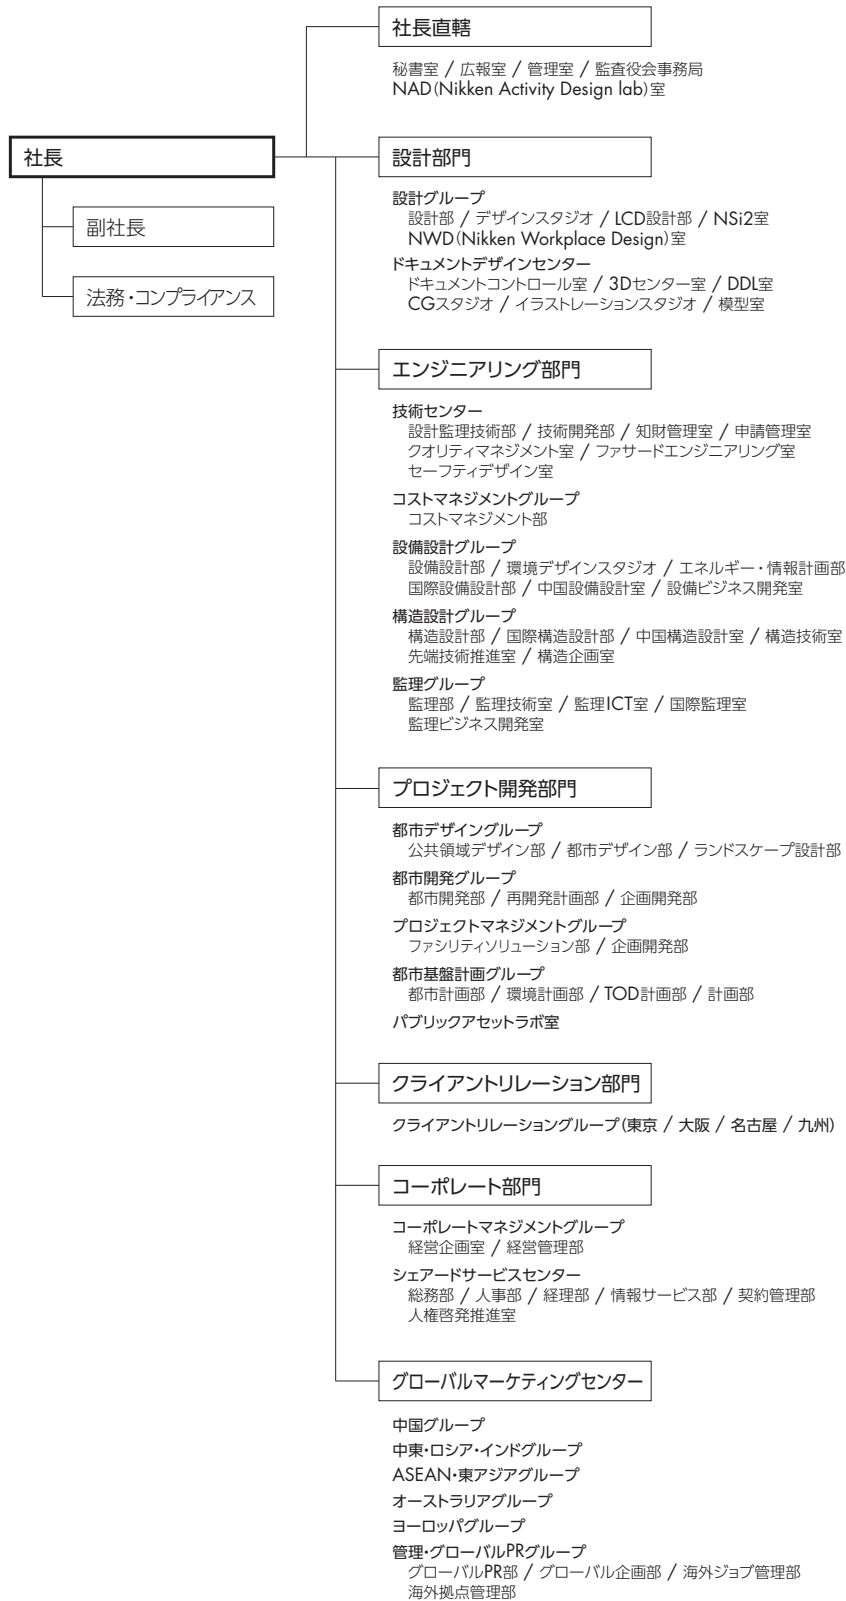 社長
副社長
法務・コンプライアンス
社長直轄
秘書室 / 広報室 / 管理室 / 監査役会事務局
NAD(Nikken Activity Design lab)室
設計部門
設計グループ
設計部 / デザインスタジオ / LCD設計部 / NSi2室
NWD(Nikken Workplace Design)室
ドキュメントデザインセンター
ドキュメントコントロール室 / 3Dセンター室 / DDL室
CGスタジオ / イラストレーションスタジオ / 模型室
エンジニアリング部門
技術センター
設計監理技術部 / 技術開発部 / 知財管理室 / 申請管理室
クオリティマネジメント室 / ファサードエンジニアリング室
セーフティデザイン室
コストマネジメントグループ
コストマネジメント部
設備設計グループ
設備設計部 / 環境デザインスタジオ / エネルギー・情報計画部
国際設備設計部 / 中国設備設計室 / 設備ビジネス開発室
構造設計グループ
構造設計部 / 国際構造設計部 / 中国構造設計室 / 構造技術室
先端技術推進室 / 構造企画室
監理グループ
監理部 / 監理技術室 / 監理ICT室 / 国際監理室
監理ビジネス開発室
プロジェクト開発部門
都市デザイングループ
公共領域デザイン部 / 都市デザイン部 / ランドスケープ設計部
都市開発グループ
都市開発部 / 再開発計画部 / 企画開発部
プロジェクトマネジメントグループ
ファシリティソリューション部 / 企画開発部
都市基盤計画グループ
都市計画部 / 環境計画部 / TOD計画部 / 計画部
パブリックアセットラボ室
クライアントリレーション部門
クライアントリレーショングループ(東京 / 大阪 / 名古屋 / 九州)
コーポレート部門
コーポレートマネジメントグループ
経営企画室 / 経営管理部
シェアードサービスセンター
総務部 / 人事部 / 経理部 / 情報サービス部 / 契約管理部
人権啓発推進室
グローバルマーケティングセンター
中国グループ
中東・ロシア・インドグループ
ASEAN・東アジアグループ
オーストラリアグループ
ヨーロッパグループ
管理・グローバルPRグループ
グローバルPR部 / グローバル企画部 / 海外ジョブ管理部
海外拠点管理部